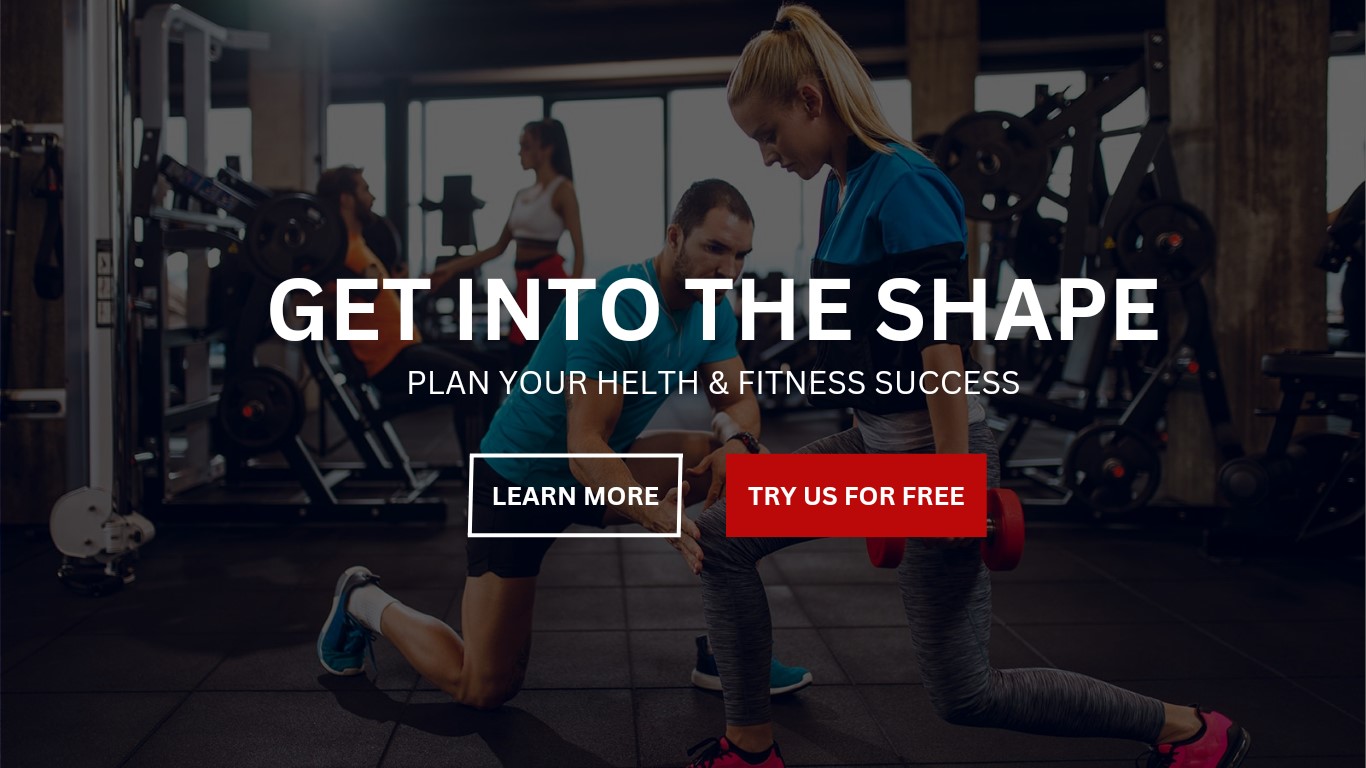 GET INTO THE SHAPE
PLAN YOUR HELTH & FITNESS SUCCESS
LEARN MORE
TRY US FOR FREE